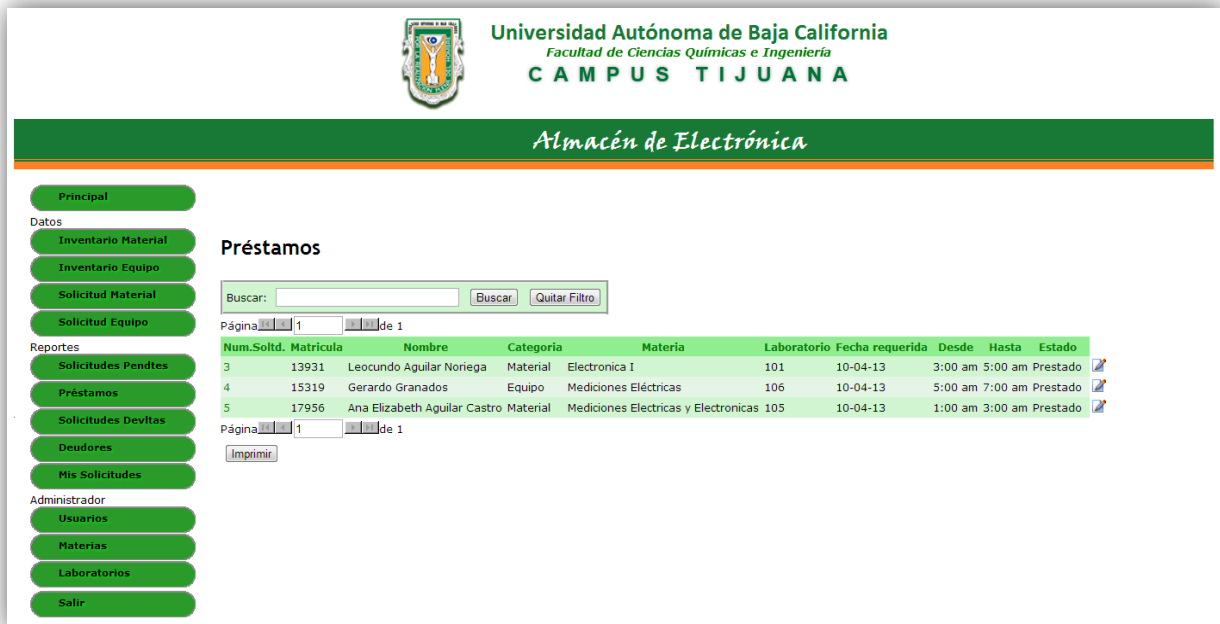 Universidad Autónoma de Baja California
Facultad de Ciencias Químicas e Ingeniería
CAMPUS TIJUANA
Almacén de Electrónica
Principal
Datos
Inventario Material
Inventario Equipo
Solicitud Material
Solicitud Equipo
Reportes
Solicitudes Pendtes
Préstamos
Solicitudes Devltas
Deudores
Mis Solicitudes
Administrador
Usuarios
Materias
Laboratorios
Salir
Préstamos
Buscar: Buscar Quitar Filtro
Página 1 de 1
Num.Soltd. Matricula Nombre Categoria Materia Laboratorio Fecha requerida Desde Hasta Estado
3 13931 Leocundo Aguilar Noriega Material Electronica I 101 10-04-13 3:00 am 5:00 am Prestado
4 15319 Gerardo Granados Equipo Mediciones Eléctricas 106 10-04-13 5:00 am 7:00 am Prestado
5 17956 Ana Elizabeth Aguilar Castro Material Mediciones Electricas y Electronicas 105 10-04-13 1:00 am 3:00 am Prestado
Página 1 de 1
Imprimir